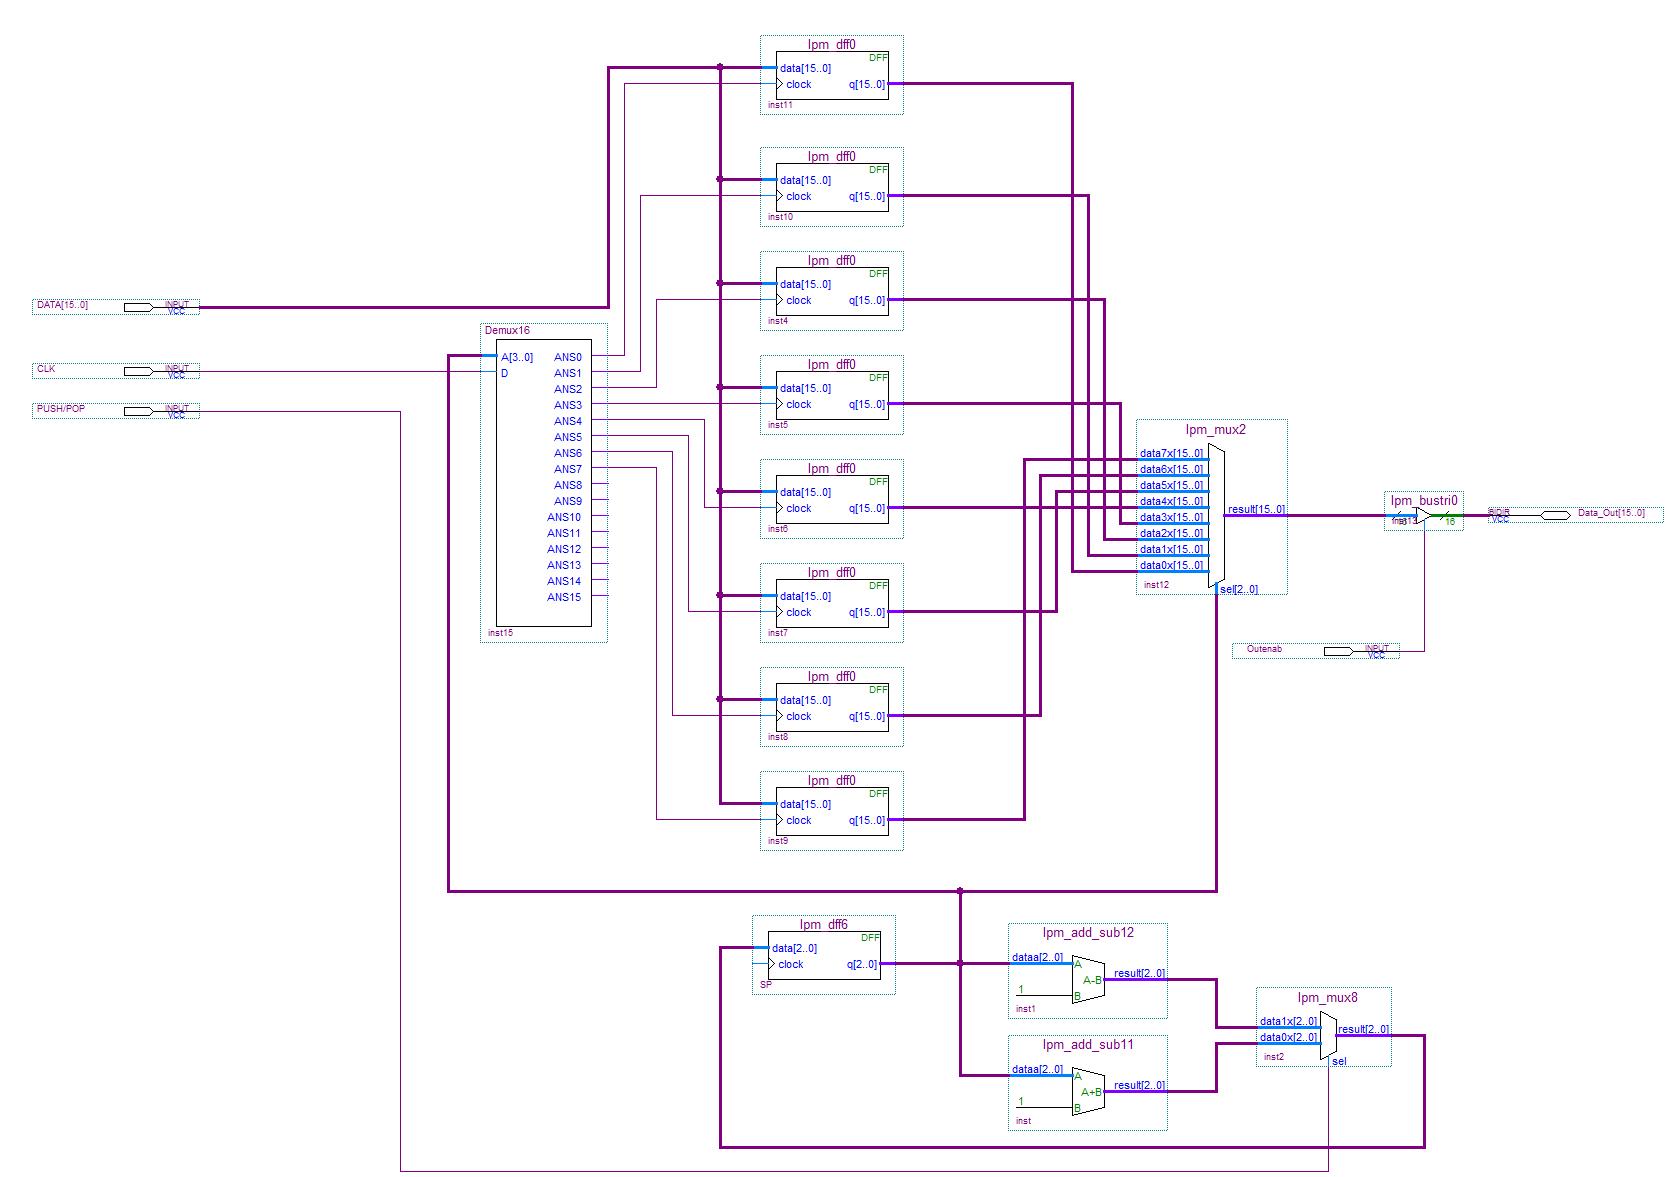 lpm_dff0
DFF
data[15..0]
clock
q[15..0]
inst11
lpm_dff0
DFF
data[15..0]
clock
q[15..0]
inst10
lpm_dff0
DFF
data[15..0]
clock
q[15..0]
inst4
DATA[15..0]
INPUT
VCC
CLK
INPUT
VCC
PUSH/POP
INPUT
VCC
Demux16
A[3..0]
D
ANS0
ANS1
ANS2
ANS3
ANS4
ANS5
ANS6
ANS7
ANS8
ANS9
ANS10
ANS11
ANS12
ANS13
ANS14
ANS15
inst15
lpm_dff0
DFF
data[15..0]
clock
q[15..0]
inst5
lpm_dff0
DFF
data[15..0]
clock
q[15..0]
inst6
lpm_dff0
DFF
data[15..0]
clock
q[15..0]
inst7
lpm_dff0
DFF
data[15..0]
clock
q[15..0]
inst8
lpm_dff0
DFF
data[15..0]
clock
q[15..0]
inst9
lpm_mux2
data7x[15..0]
data6x[15..0]
data5x[15..0]
data4x[15..0]
data3x[15..0]
data2x[15..0]
data1x[15..0]
data0x[15..0]
result[15..0]
inst12
sel[2..0]
lpm_bustri0
16
BIDIR
VCC
Data_Out[15..0]
Outenab
INPUT
VCC
lpm_dff6
DFF
data[2..0]
clock
q[2..0]
SP
lpm_add_sub12
dataa[2..0]
A
A-B
result[2..0]
1
B
inst1
lpm_add_sub11
dataa[2..0]
A
A+B
result[2..0]
1
B
inst
lpm_mux8
data1x[2..0]
data0x[2..0]
result[2..0]
inst2
sel